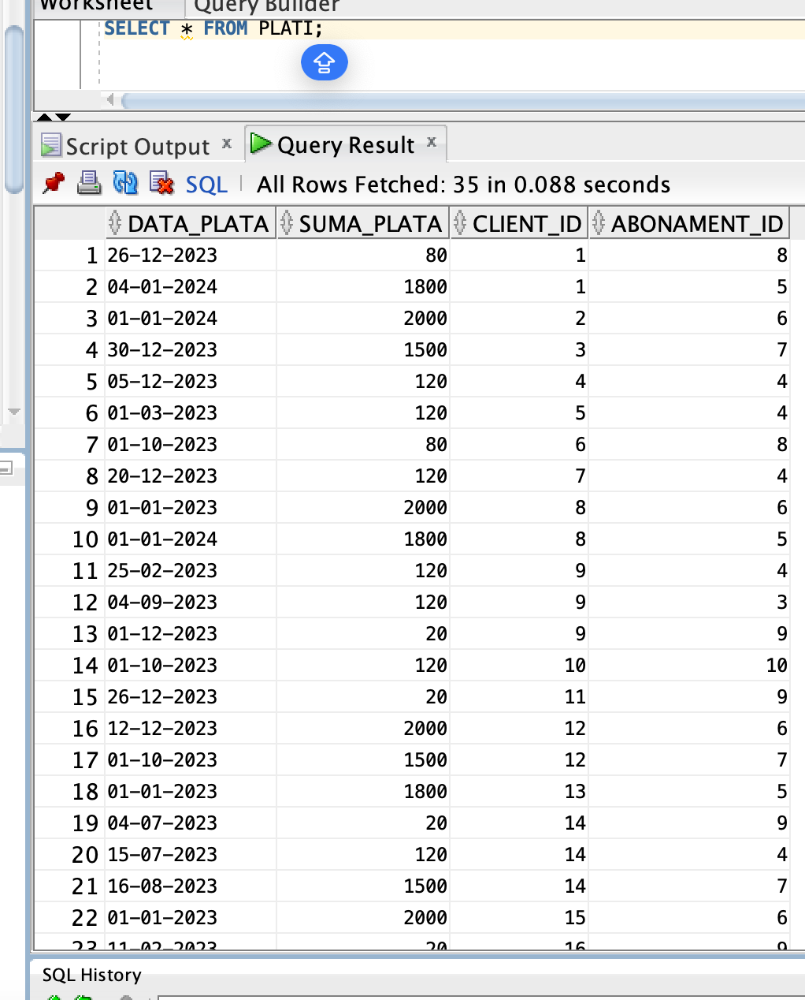 Worksheet Query Builder
SELECT * FROM PLATI;
Script Output x Query Result x
SQL | All Rows Fetched: 35 in 0.088 seconds
DATA_PLATA SUMA_PLATA CLIENT_ID ABONAMENT_ID
1 26-12-2023 80 1 8
2 04-01-2024 1800 1 5
3 01-01-2024 2000 2 6
4 30-12-2023 1500 3 7
5 05-12-2023 120 4 4
6 01-03-2023 120 5 4
7 01-10-2023 80 6 8
8 20-12-2023 120 7 4
9 01-01-2023 2000 8 6
10 01-01-2024 1800 8 5
11 25-02-2023 120 9 4
12 04-09-2023 120 9 3
13 01-12-2023 20 9 9
14 01-10-2023 120 10 10
15 26-12-2023 20 11 9
16 12-12-2023 2000 12 6
17 01-10-2023 1500 12 7
18 01-01-2023 1800 13 5
19 04-07-2023 20 14 9
20 15-07-2023 120 14 4
21 16-08-2023 1500 14 7
22 01-01-2023 2000 15 6
23 11-02-2023 20 16 9
SQL History